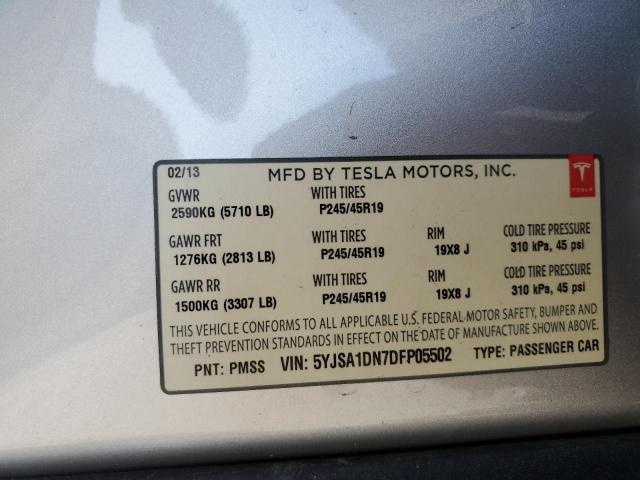 02/13 MFD BY TESLA MOTORS, INC.
GVWR WITH TIRES
2590KG (5710 LB) P245/45R19
TESLA
GAWR FRT WITH TIRES RIM COLD TIRE PRESSURE
1276KG (2813 LB) P245/45R19 19X8 J 310 kPa, 45 psi
GAWR RR WITH TIRES RIM COLD TIRE PRESSURE
1500KG (3307 LB) P245/45R19 19X8 J 310 kPa, 45 psi
THIS VEHICLE CONFORMS TO ALL APPLICABLE U.S. FEDERAL MOTOR SAFETY, BUMPER AND
THEFT PREVENTION STANDARDS IN EFFECT ON THE DATE OF MANUFACTURE SHOWN ABOVE.
PNT: PMSS VIN: 5YJSA1DN7DFP05502 TYPE: PASSENGER CAR